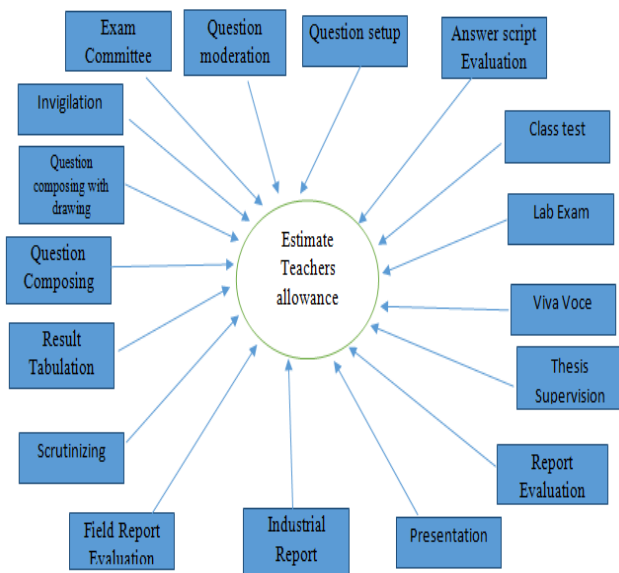 Exam
Committee
Question
moderation
Question setup
Answer script
Evaluation
Invigilation
Class test
Question
composing with
drawing
Lab Exam
Estimate
Teachers
allowance
Question
Composing
Viva Voce
Result
Tabulation
Thesis
Supervision
Scrutinizing
Report
Evaluation
Field Report
Evaluation
Industrial
Report
Presentation